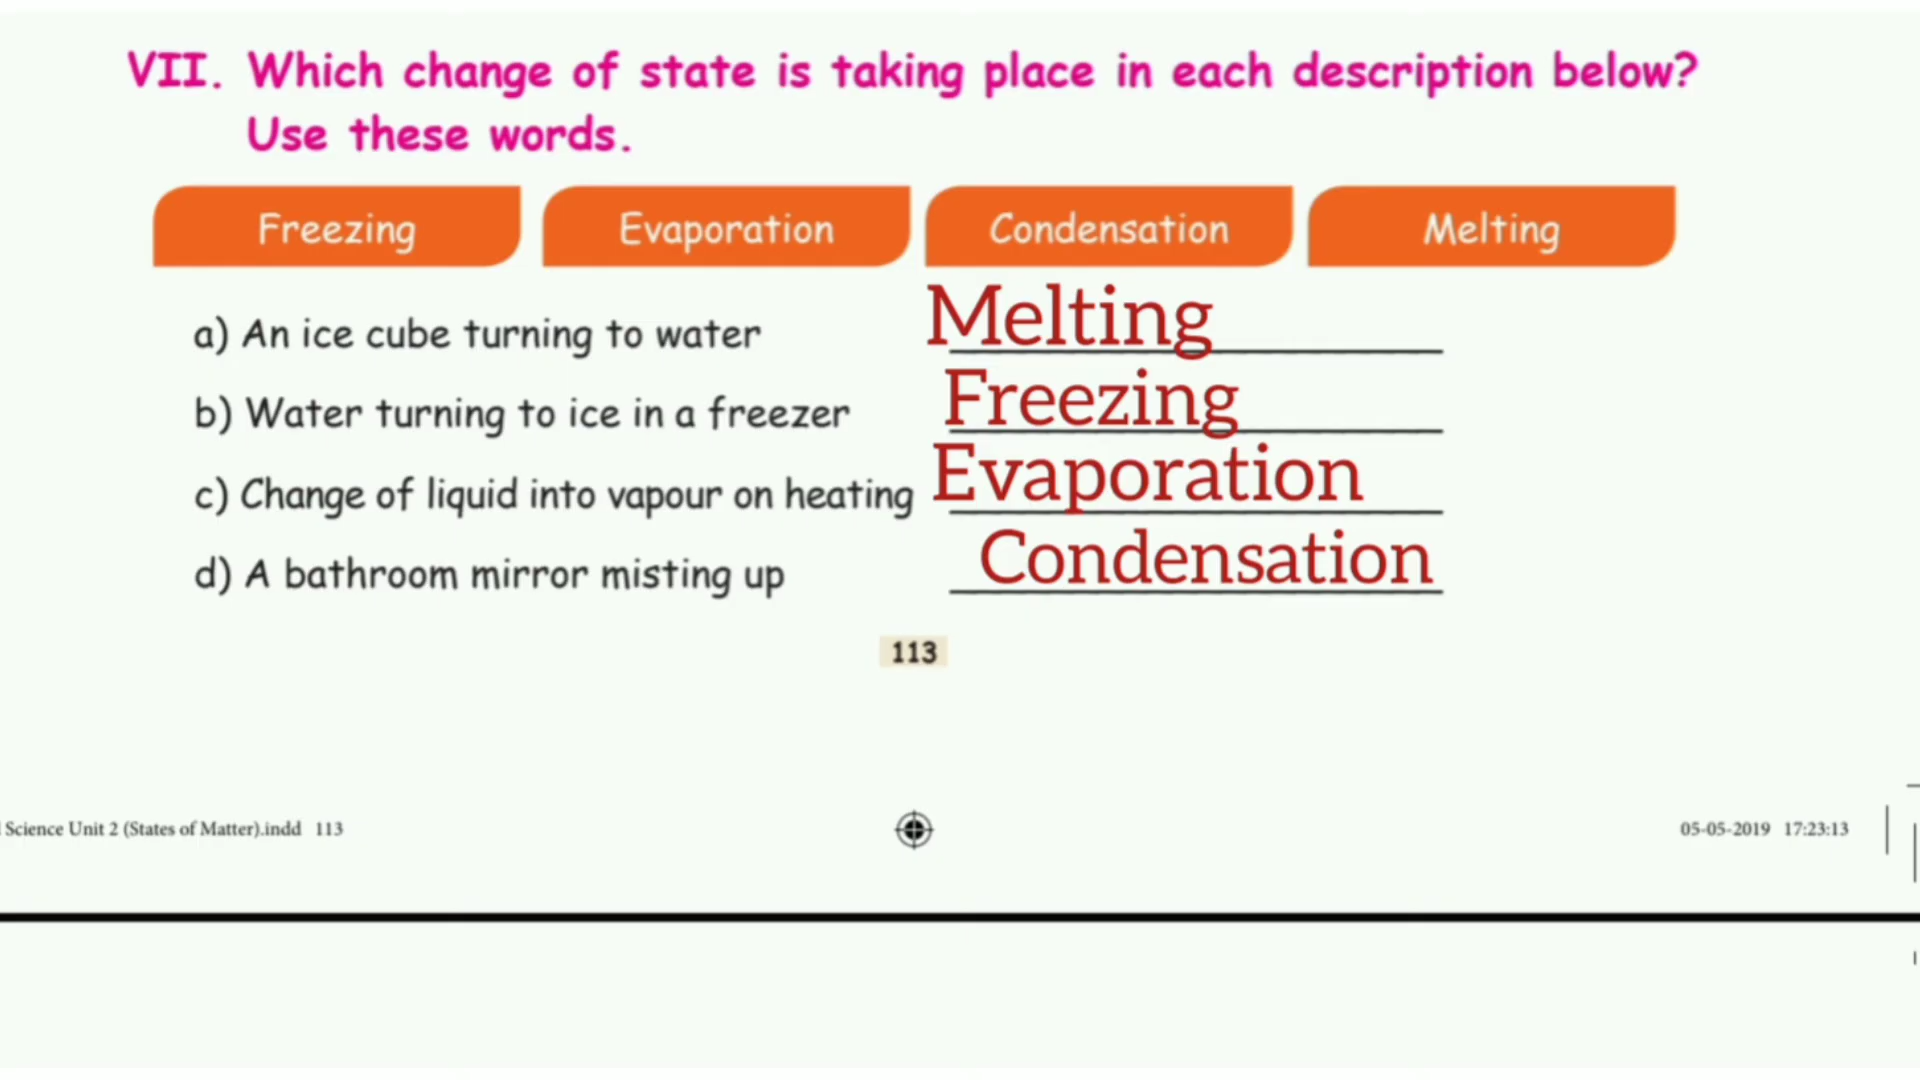 VII. Which change of state is taking place in each description below?
Use these words.
Freezing Evaporation Condensation Melting
a) An ice cube turning to water Melting
b) Water turning to ice in a freezer Freezing
c) Change of liquid into vapour on heating Evaporation
d) A bathroom mirror misting up Condensation
113
Science Unit 2 (States of Matter).indd 113 05-05-2019 17:23:13